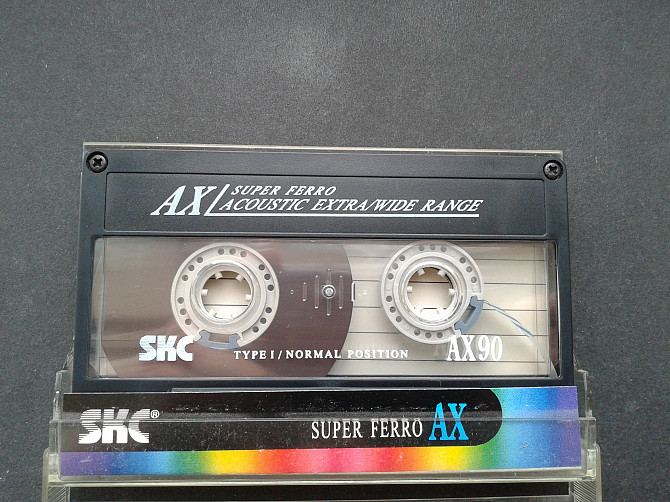 AX/ SUPER FERRO
ACOUSTIC EXTRA/WIDE RANGE
SKC TYPE I / NORMAL POSITION AX90
SKC® SUPER FERRO AX